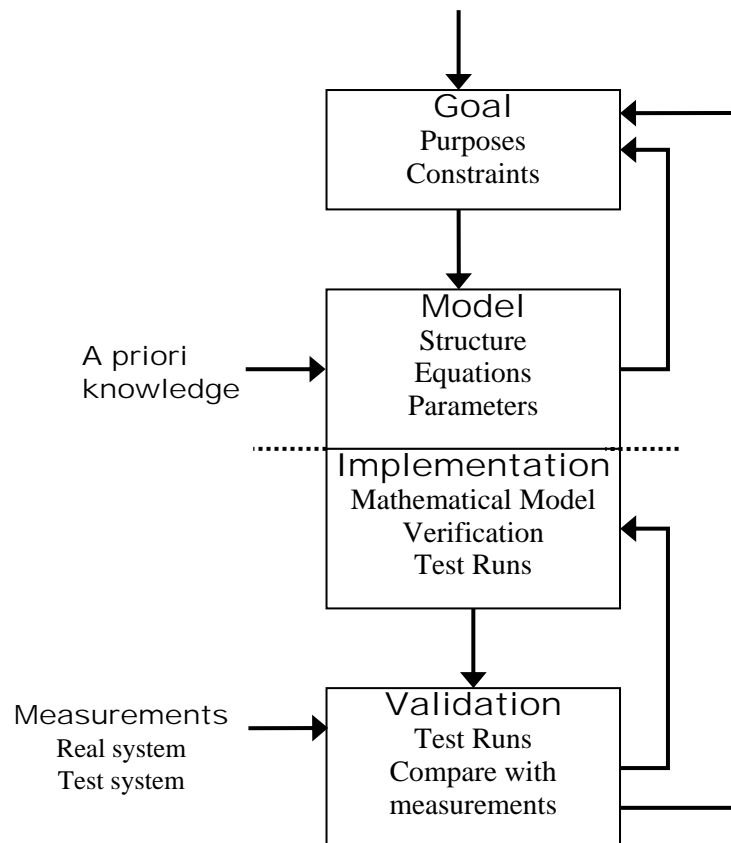 Goal
Purposes
Constraints
Model
Structure
Equations
Parameters
A priori
knowledge
Implementation
Mathematical Model
Verification
Test Runs
Measurements
Real system
Test system
Validation
Test Runs
Compare with
measurements